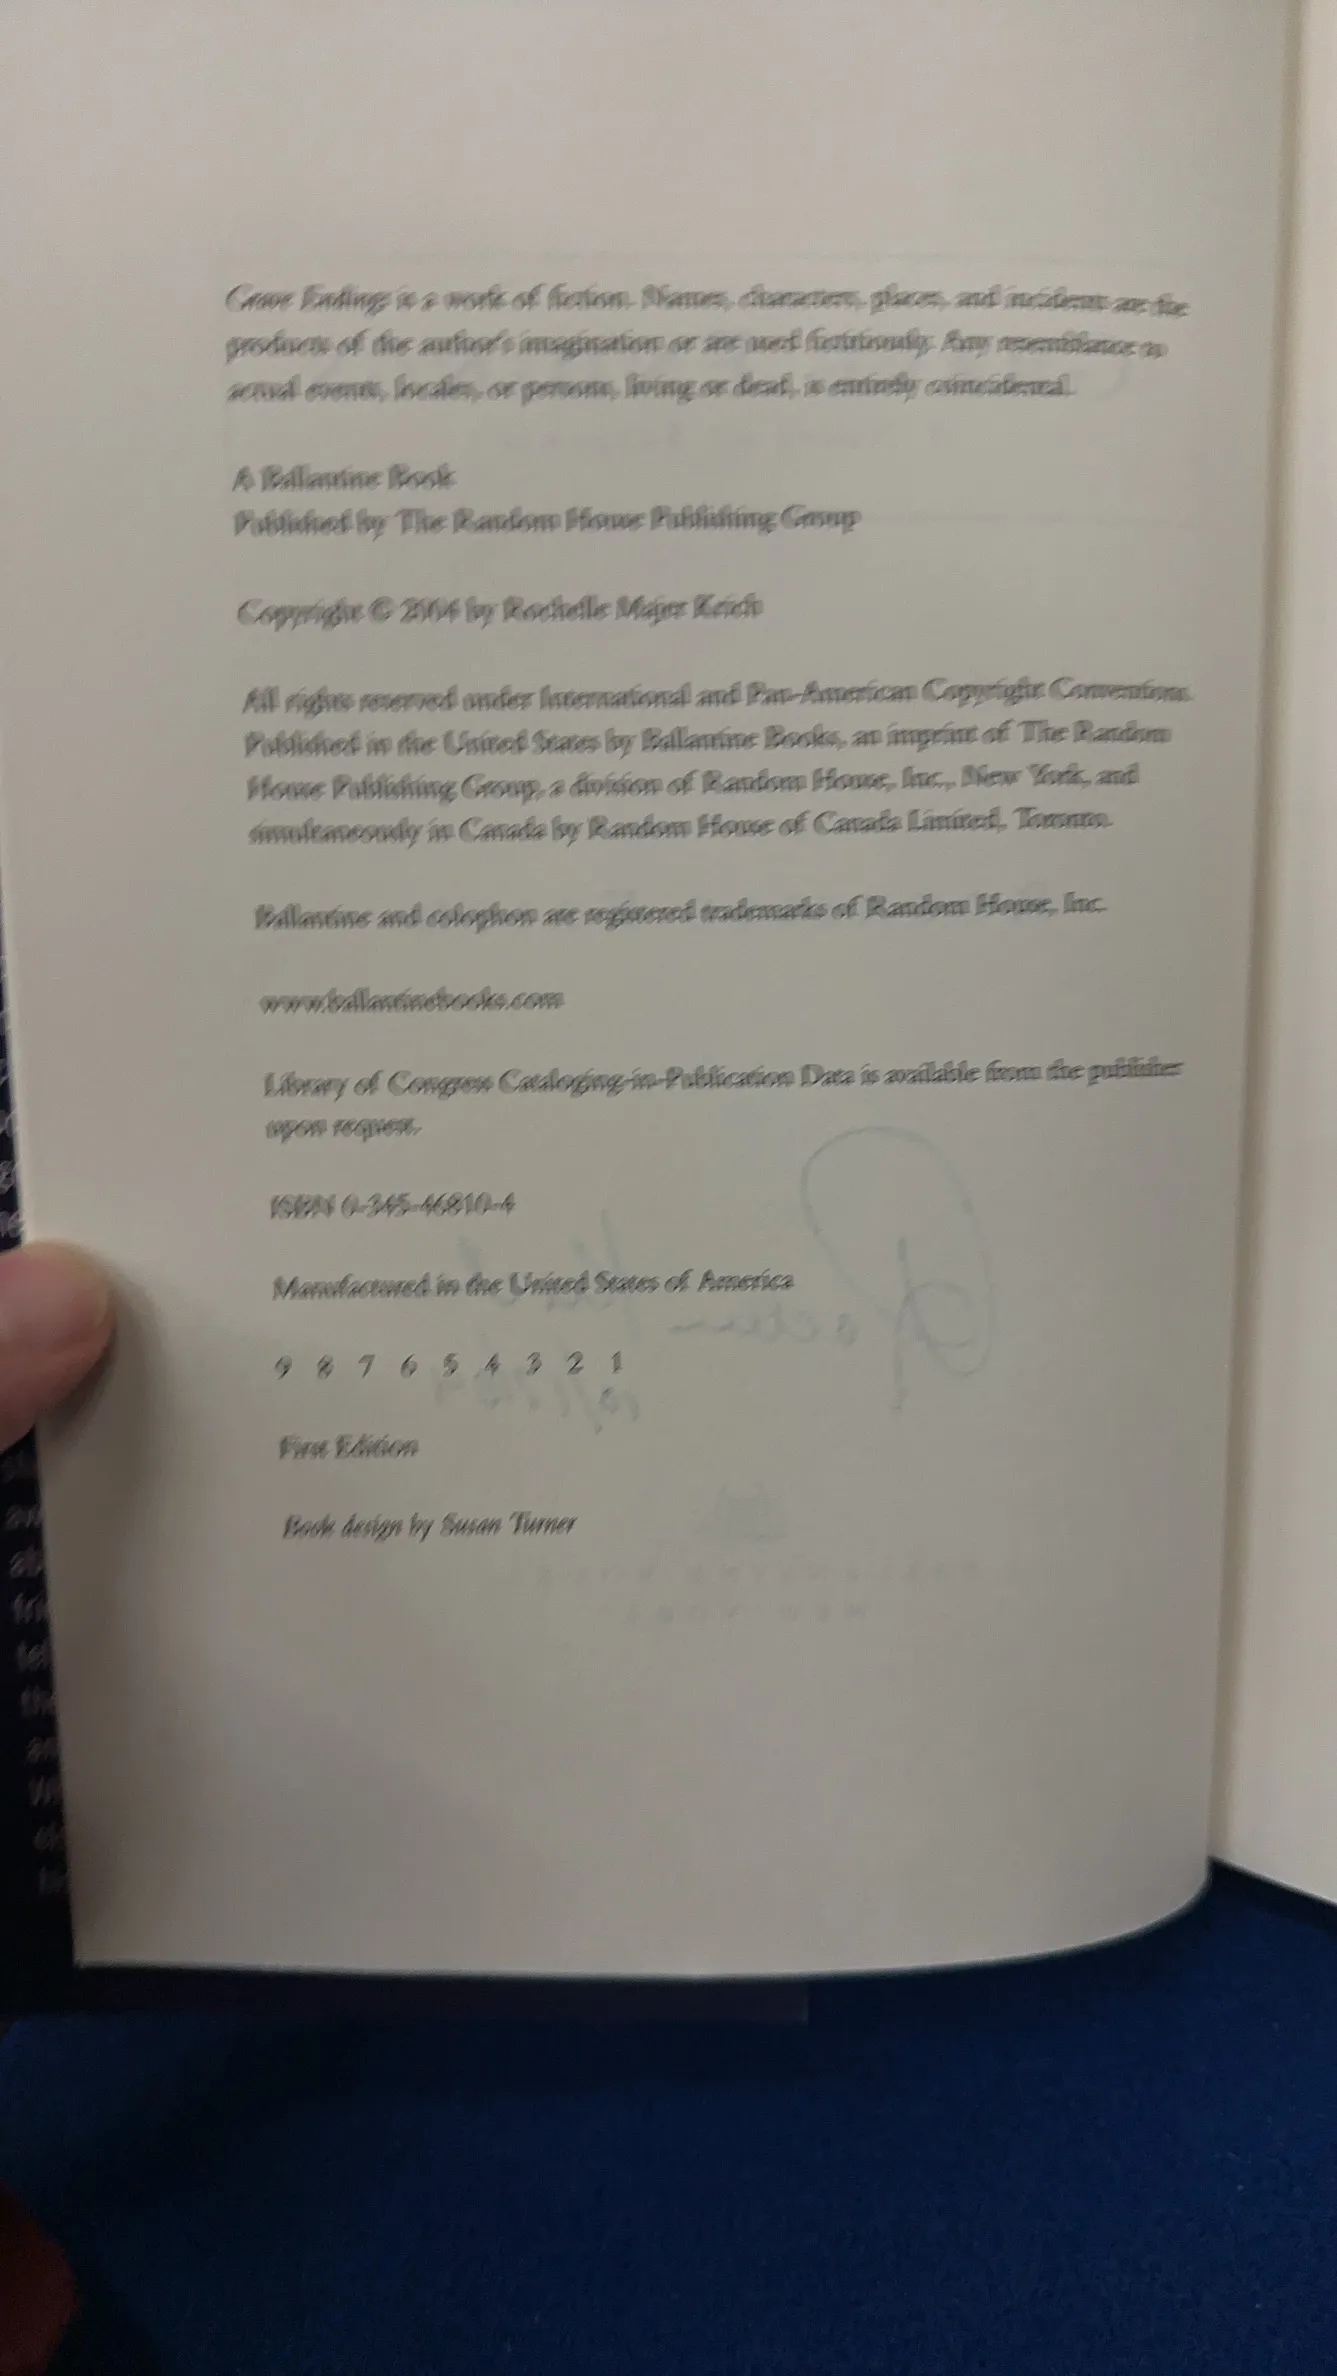 Grave Endings is a work of fiction. Names, characters, places, and incidents are the
products of the author's imagination or are used fictitiously. Any resemblance to
actual events, locales, or persons, living or dead, is entirely coincidental.
A Ballantine Book
Published by The Random House Publishing Group
Copyright © 2004 by Rochelle Majer Krich
All rights reserved under International and Pan-American Copyright Conventions.
Published in the United States by Ballantine Books, an imprint of The Random
House Publishing Group, a division of Random House, Inc., New York, and
simultaneously in Canada by Random House of Canada Limited, Toronto.
Ballantine and colophon are registered trademarks of Random House, Inc.
www.ballantinebooks.com
Library of Congress Cataloging-in-Publication Data is available from the publisher
upon request.
ISBN 0-345-46810-4
Manufactured in the United States of America
9 8 7 6 5 4 3 2 1
First Edition
Book design by Susan Turner